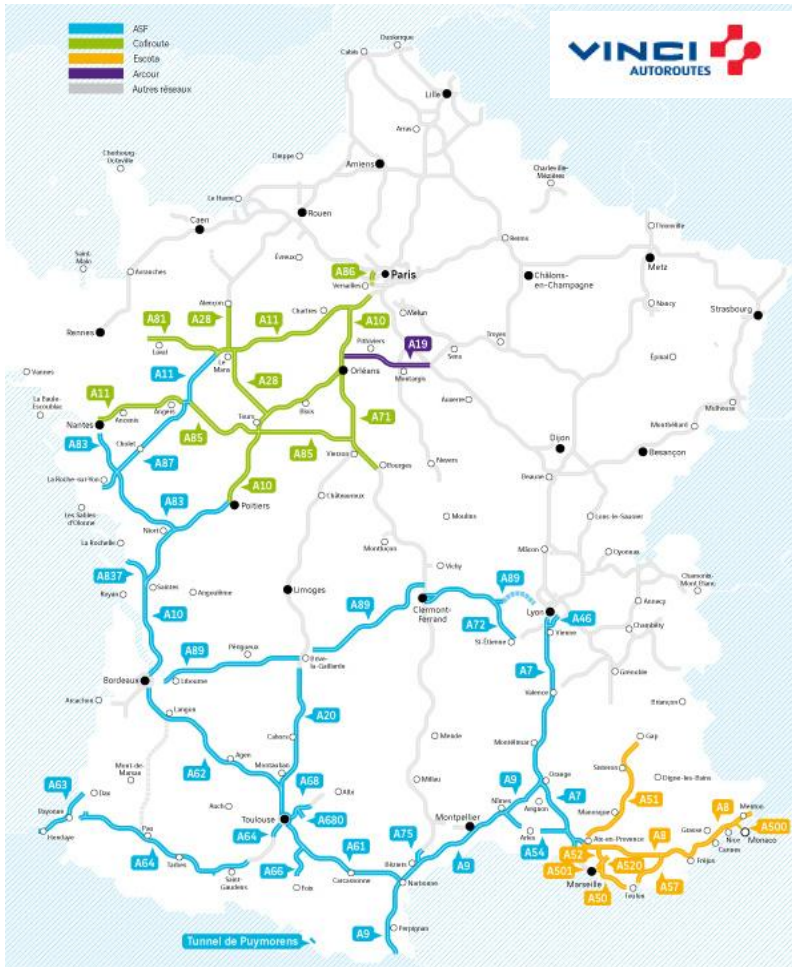 ASF
Cofiroute
Escota
Arcour
Autres réseaux
VINCI
AUTOROUTES
Dunkerque
Calais
Lille
Arras
Cherbourg-
Octeville
Dieppe
Amiens
Charleville-
Mézières
Le Havre
Rouen
Caen
Thionville
Reims
Saint-
Malo
Avranches
Évreux
A86
Paris
Versailles
Châlons-
en-Champagne
Metz
Nancy
Strasbourg
Alençon
Chartres
Melun
Rennes
A81
A28
A11
A10
Pithiviers
A19
Troyes
Laval
Le
Mans
Sens
Épinal
Vannes
A11
Orléans
Montargis
La Baule-
Escoublac
A11
A28
Auxerre
Mulhouse
Ancenis
Angers
Tours
Blois
A71
Montbéliard
Nantes
A85
Dijon
A83
Cholet
A85
Vierzon
Bourges
Nevers
Besançon
A87
Beaune
La Roche-sur-Yon
A10
Châteauroux
Les Sables
d'Olonne
A83
Poitiers
Moulins
Lons-le-Saunier
Niort
La Rochelle
Montluçon
Mâcon
Oyonnax
A837
Vichy
Chamonix-
Mont Blanc
Saintes
Royan
Angoulême
Limoges
A89
A89
Annecy
Clermont-
Ferrand
Lyon
A46
A10
A72
Vienne
Chambéry
St-Étienne
A89
Périgueux
Brive-
la-Gaillarde
A7
Grenoble
Bordeaux
Libourne
Valence
Briançon
Arcachon
Langon
A20
Cahors
Mende
Montélimar
Gap
Mont-de-
Marsan
Agen
A62
Montauban
A68
Millau
A9
Orange
Sisteron
Digne-les-Bains
A63
Dax
Albi
Nîmes
A7
A51
Auch
Avignon
Manosque
Bayonne
Toulouse
A680
Montpellier
Menton
A8
Hendaye
A64
A75
Arles
Aix-en-Provence
Grasse
A500
Monaco
Pau
A61
A54
A52
A8
Nice
Cannes
A64
Tarbes
A66
Béziers
A9
A501
A520
Fréjus
Saint-
Gaudens
Foix
Carcassonne
Narbonne
Marseille
A50
Toulon
A57
Perpignan
Tunnel de Puymorens
A9